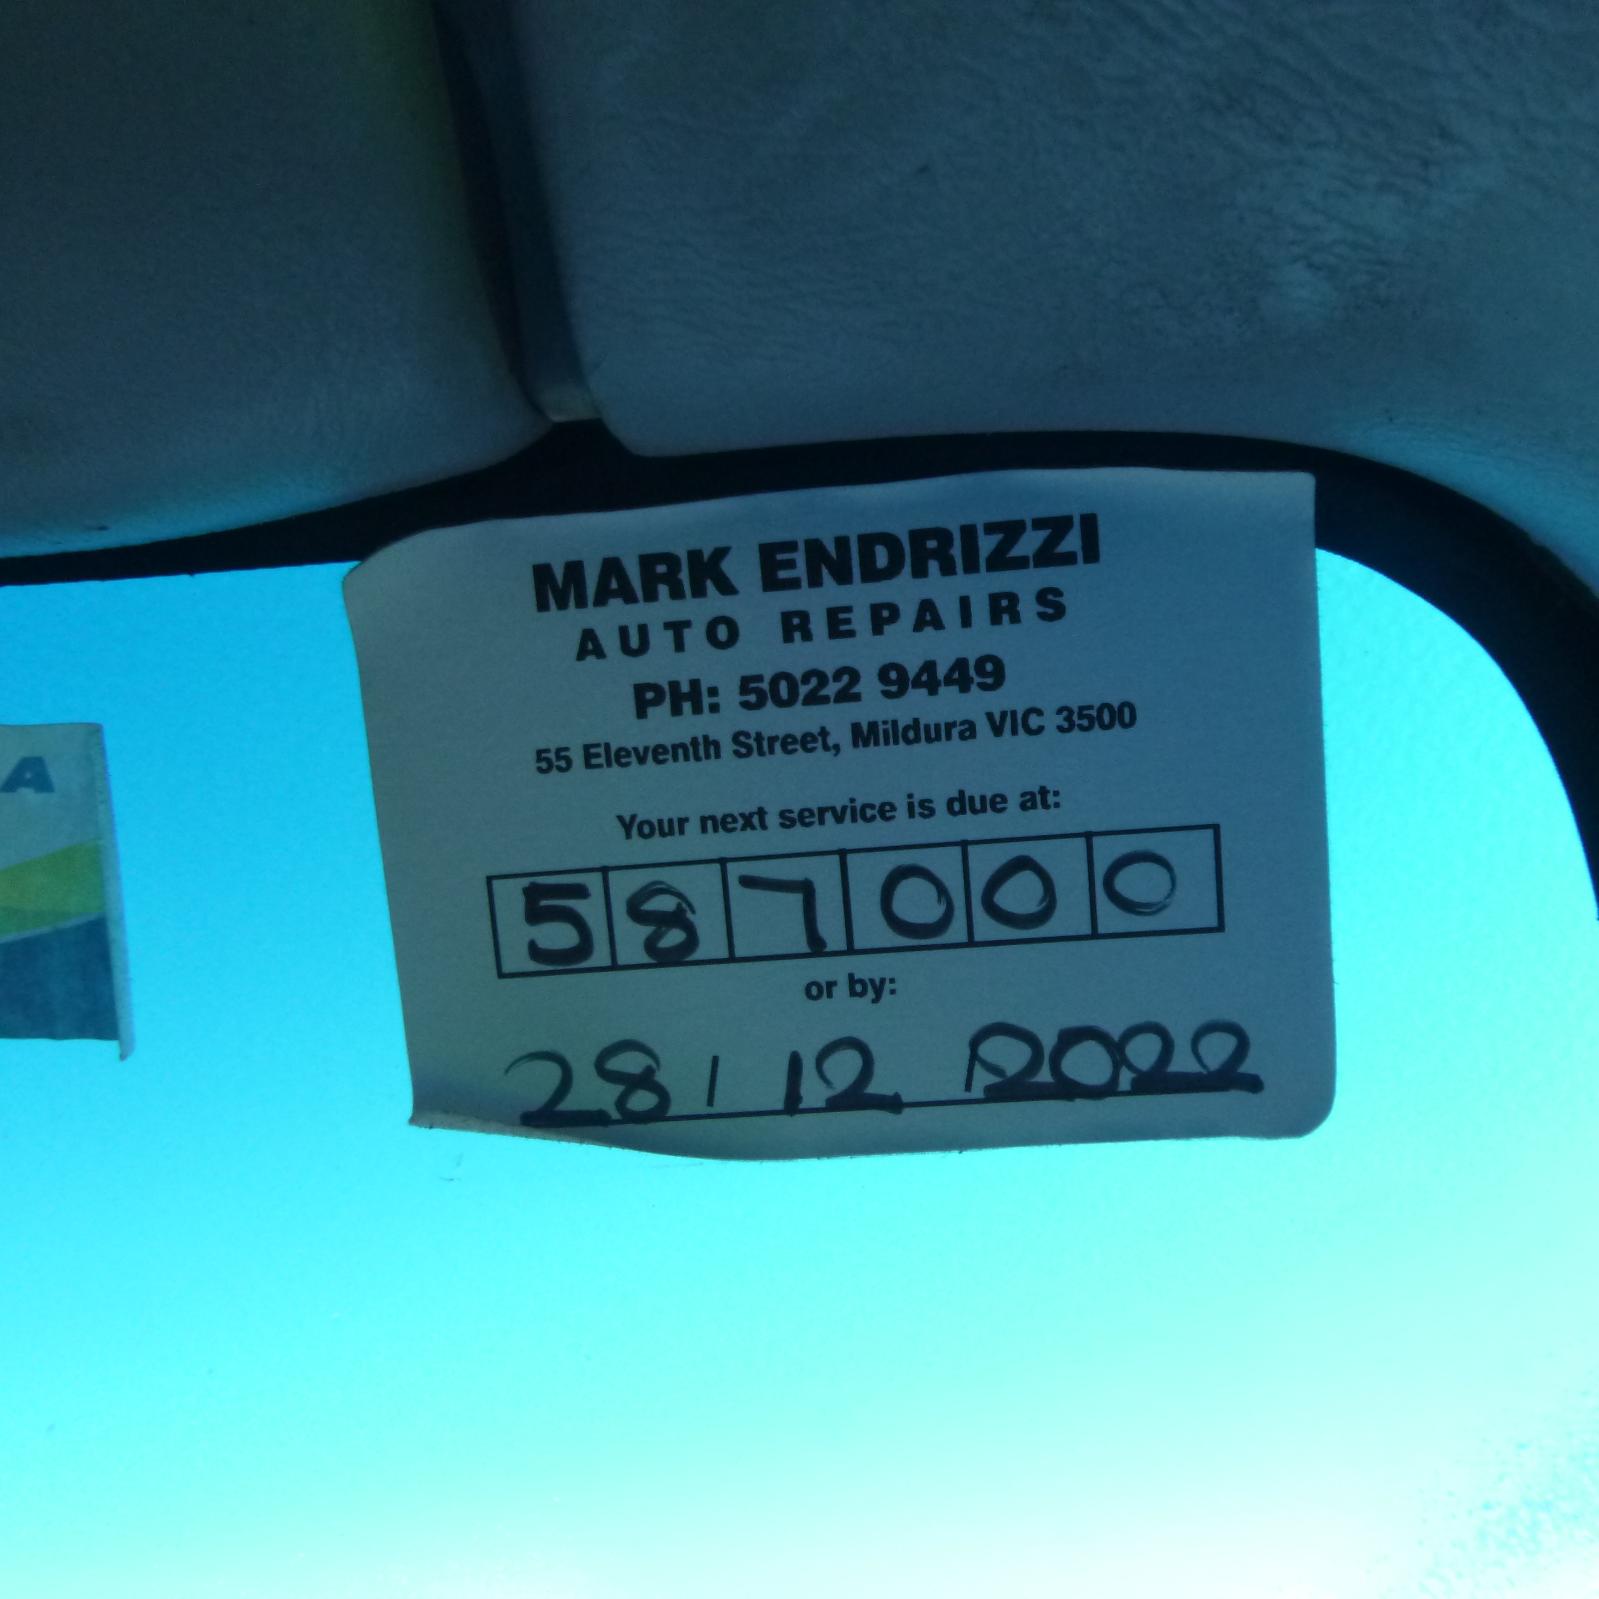 MARK ENDRIZZI
AUTO REPAIRS
PH: 5022 9449
55 Eleventh Street, Mildura VIC 3500
Your next service is due at:
587000
or by:
28/12 2022
A